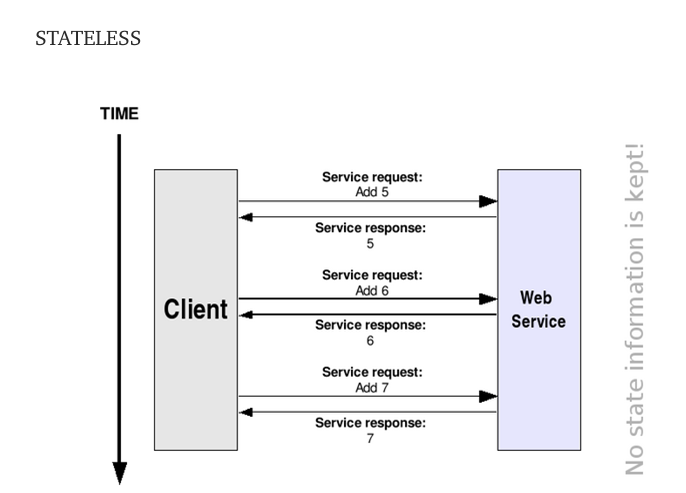 STATELESS
TIME
Service request:
Add 5
Service response:
5
Service request:
Add 6
Client
Web
Service
Service response:
6
Service request:
Add 7
Service response:
7
No state information is kept!